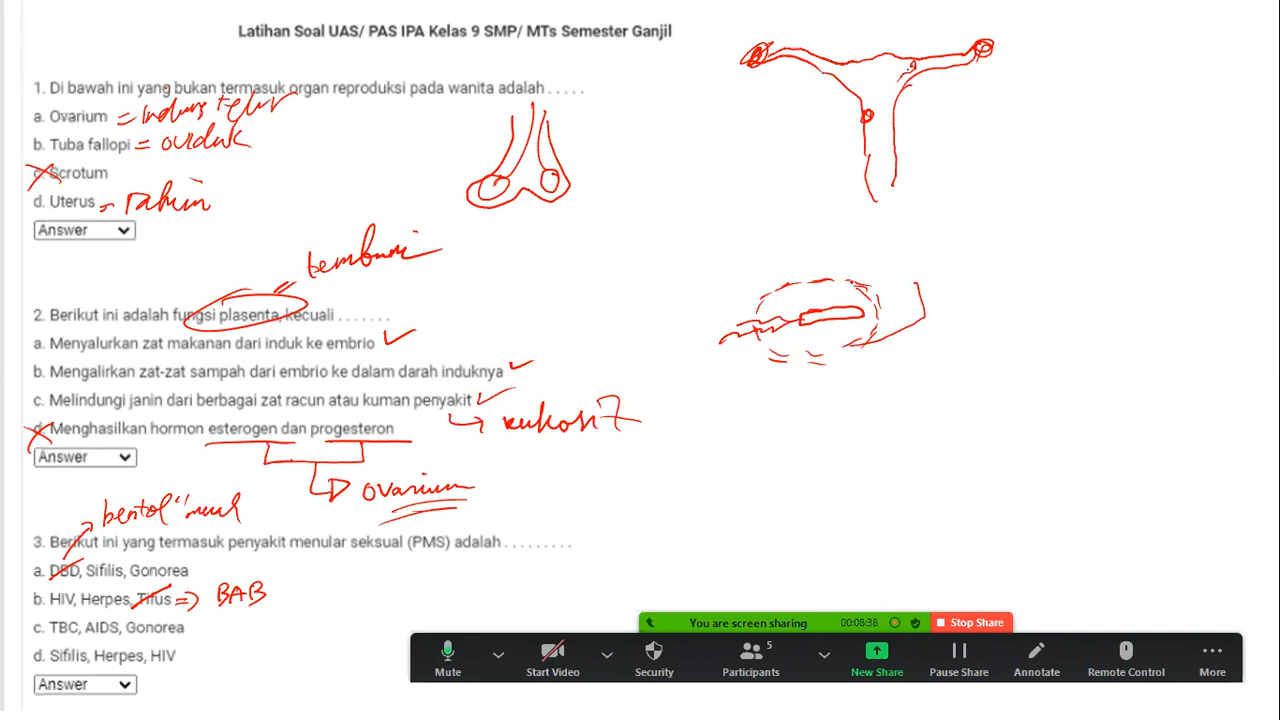 Latihan Soal UAS/ PAS IPA Kelas 9 SMP/ MTs Semester Ganjil
1. Di bawah ini yang bukan termasuk organ reproduksi pada wanita adalah . . . . .
a. Ovarium = indung telur
b. Tuba fallopi = oviduk
c. Scrotum
d. Uterus = rahim
Answer
tembuni
2. Berikut ini adalah fungsi plasenta, kecuali . . . . . . .
a. Menyalurkan zat makanan dari induk ke embrio
b. Mengalirkan zat-zat sampah dari embrio ke dalam darah induknya
c. Melindungi janin dari berbagai zat racun atau kuman penyakit
d. Menghasilkan hormon esterogen dan progesteron
Answer
ovarium
3. Berikut ini yang termasuk penyakit menular seksual (PMS) adalah . . . . . . . . .
a. DBD, Sifilis, Gonorea
b. HIV, Herpes, Tifus => BAB
c. TBC, AIDS, Gonorea
d. Sifilis, Herpes, HIV
Answer
You are screen sharing 00:08:38 Stop Share
5
Mute Start Video Security Participants New Share Pause Share Annotate Remote Control More